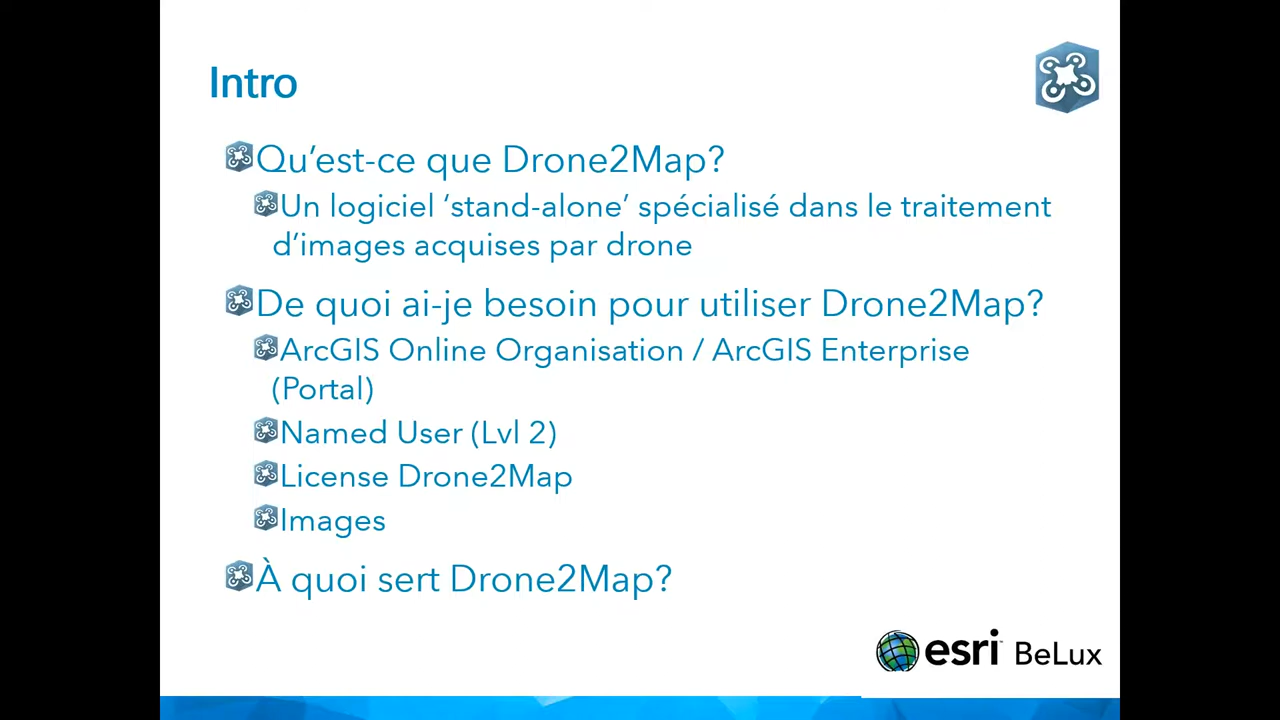 Intro
Qu’est-ce que Drone2Map?
Un logiciel ‘stand-alone’ spécialisé dans le traitement
d’images acquises par drone
De quoi ai-je besoin pour utiliser Drone2Map?
ArcGIS Online Organisation / ArcGIS Enterprise
(Portal)
Named User (Lvl 2)
License Drone2Map
Images
À quoi sert Drone2Map?
esri BeLux